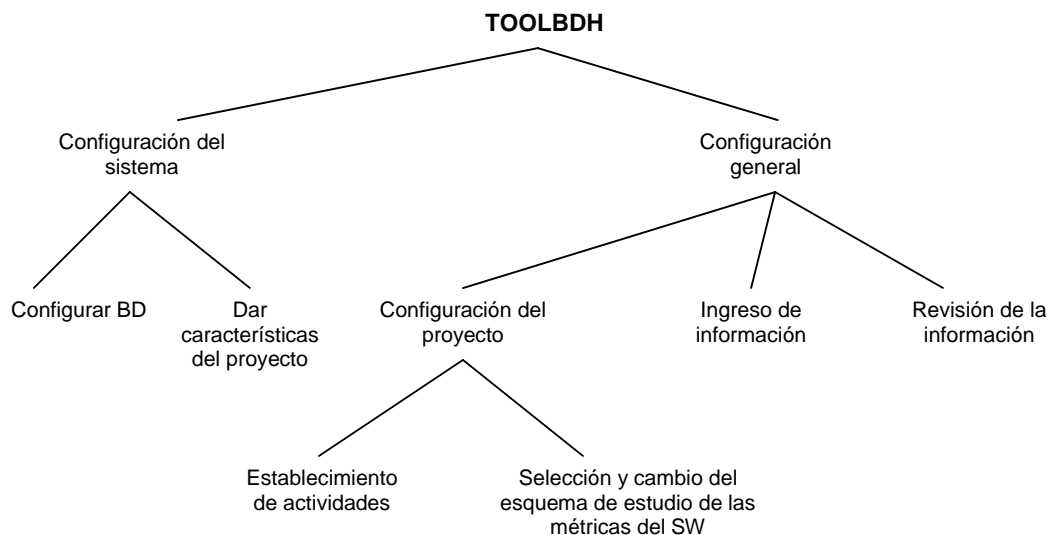 TOOLBDH
Configuración del
sistema
Configuración
general
Configurar BD
Dar
características
del proyecto
Configuración del
proyecto
Ingreso de
información
Revisión de la
información
Establecimiento
de actividades
Selección y cambio del
esquema de estudio de las
métricas del SW